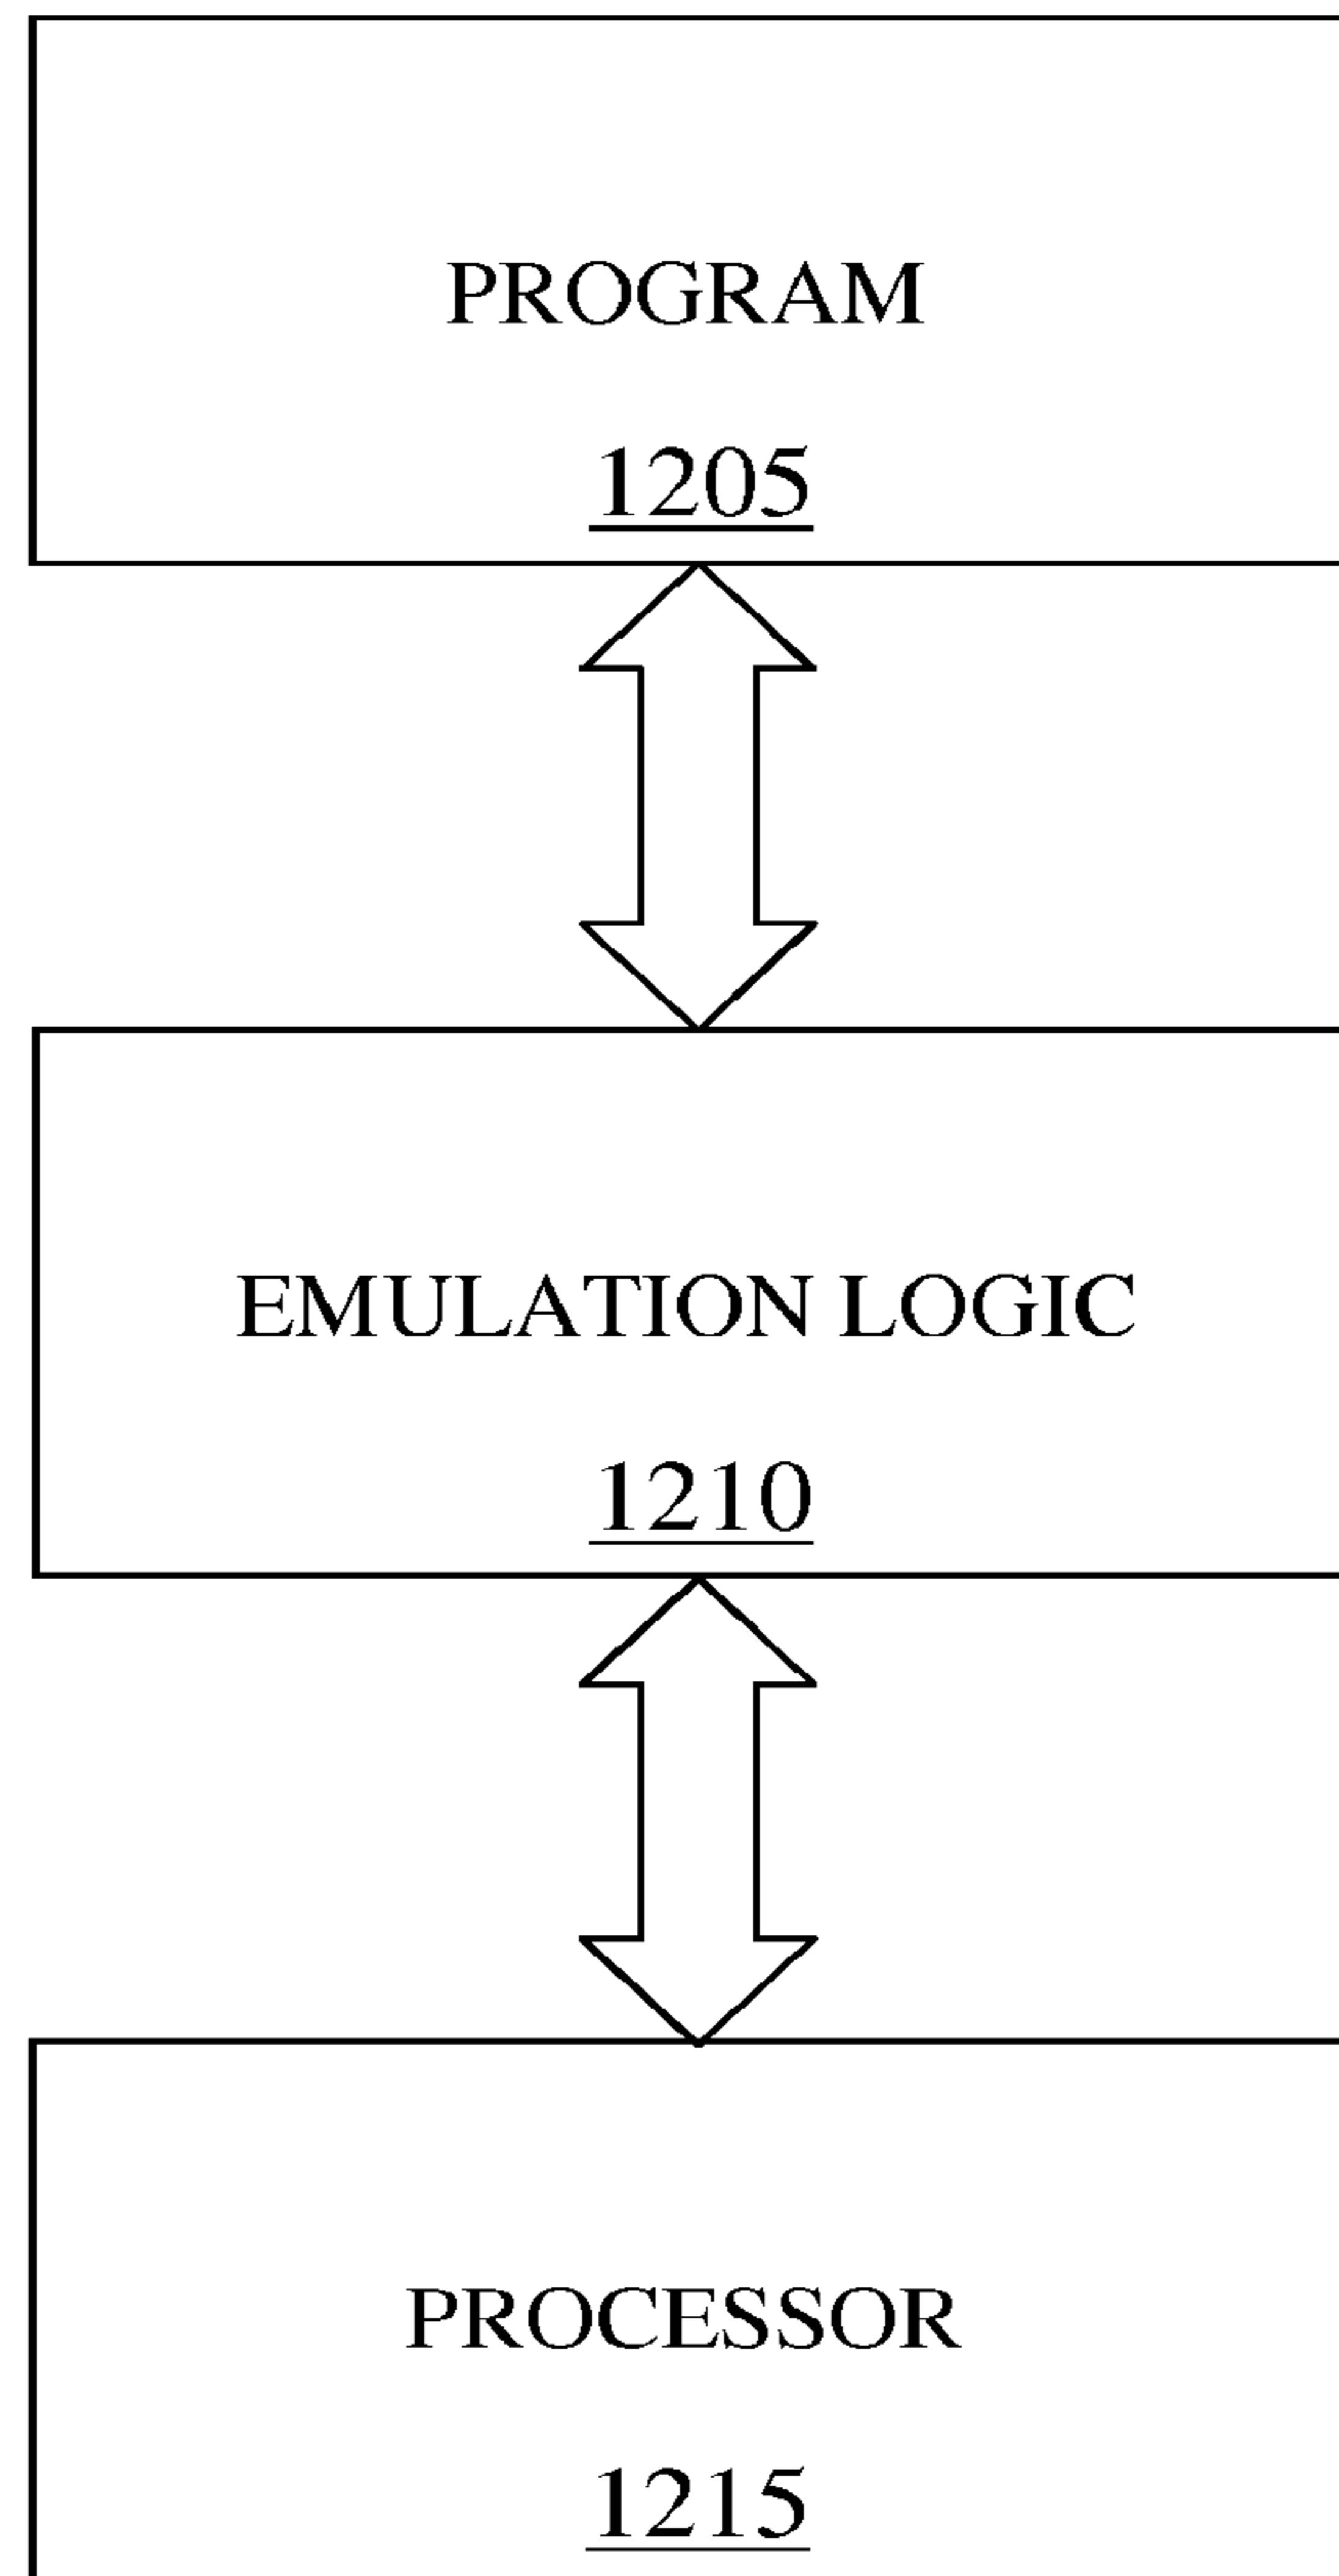 PROGRAM
1205
EMULATION LOGIC
1210
PROCESSOR
1215